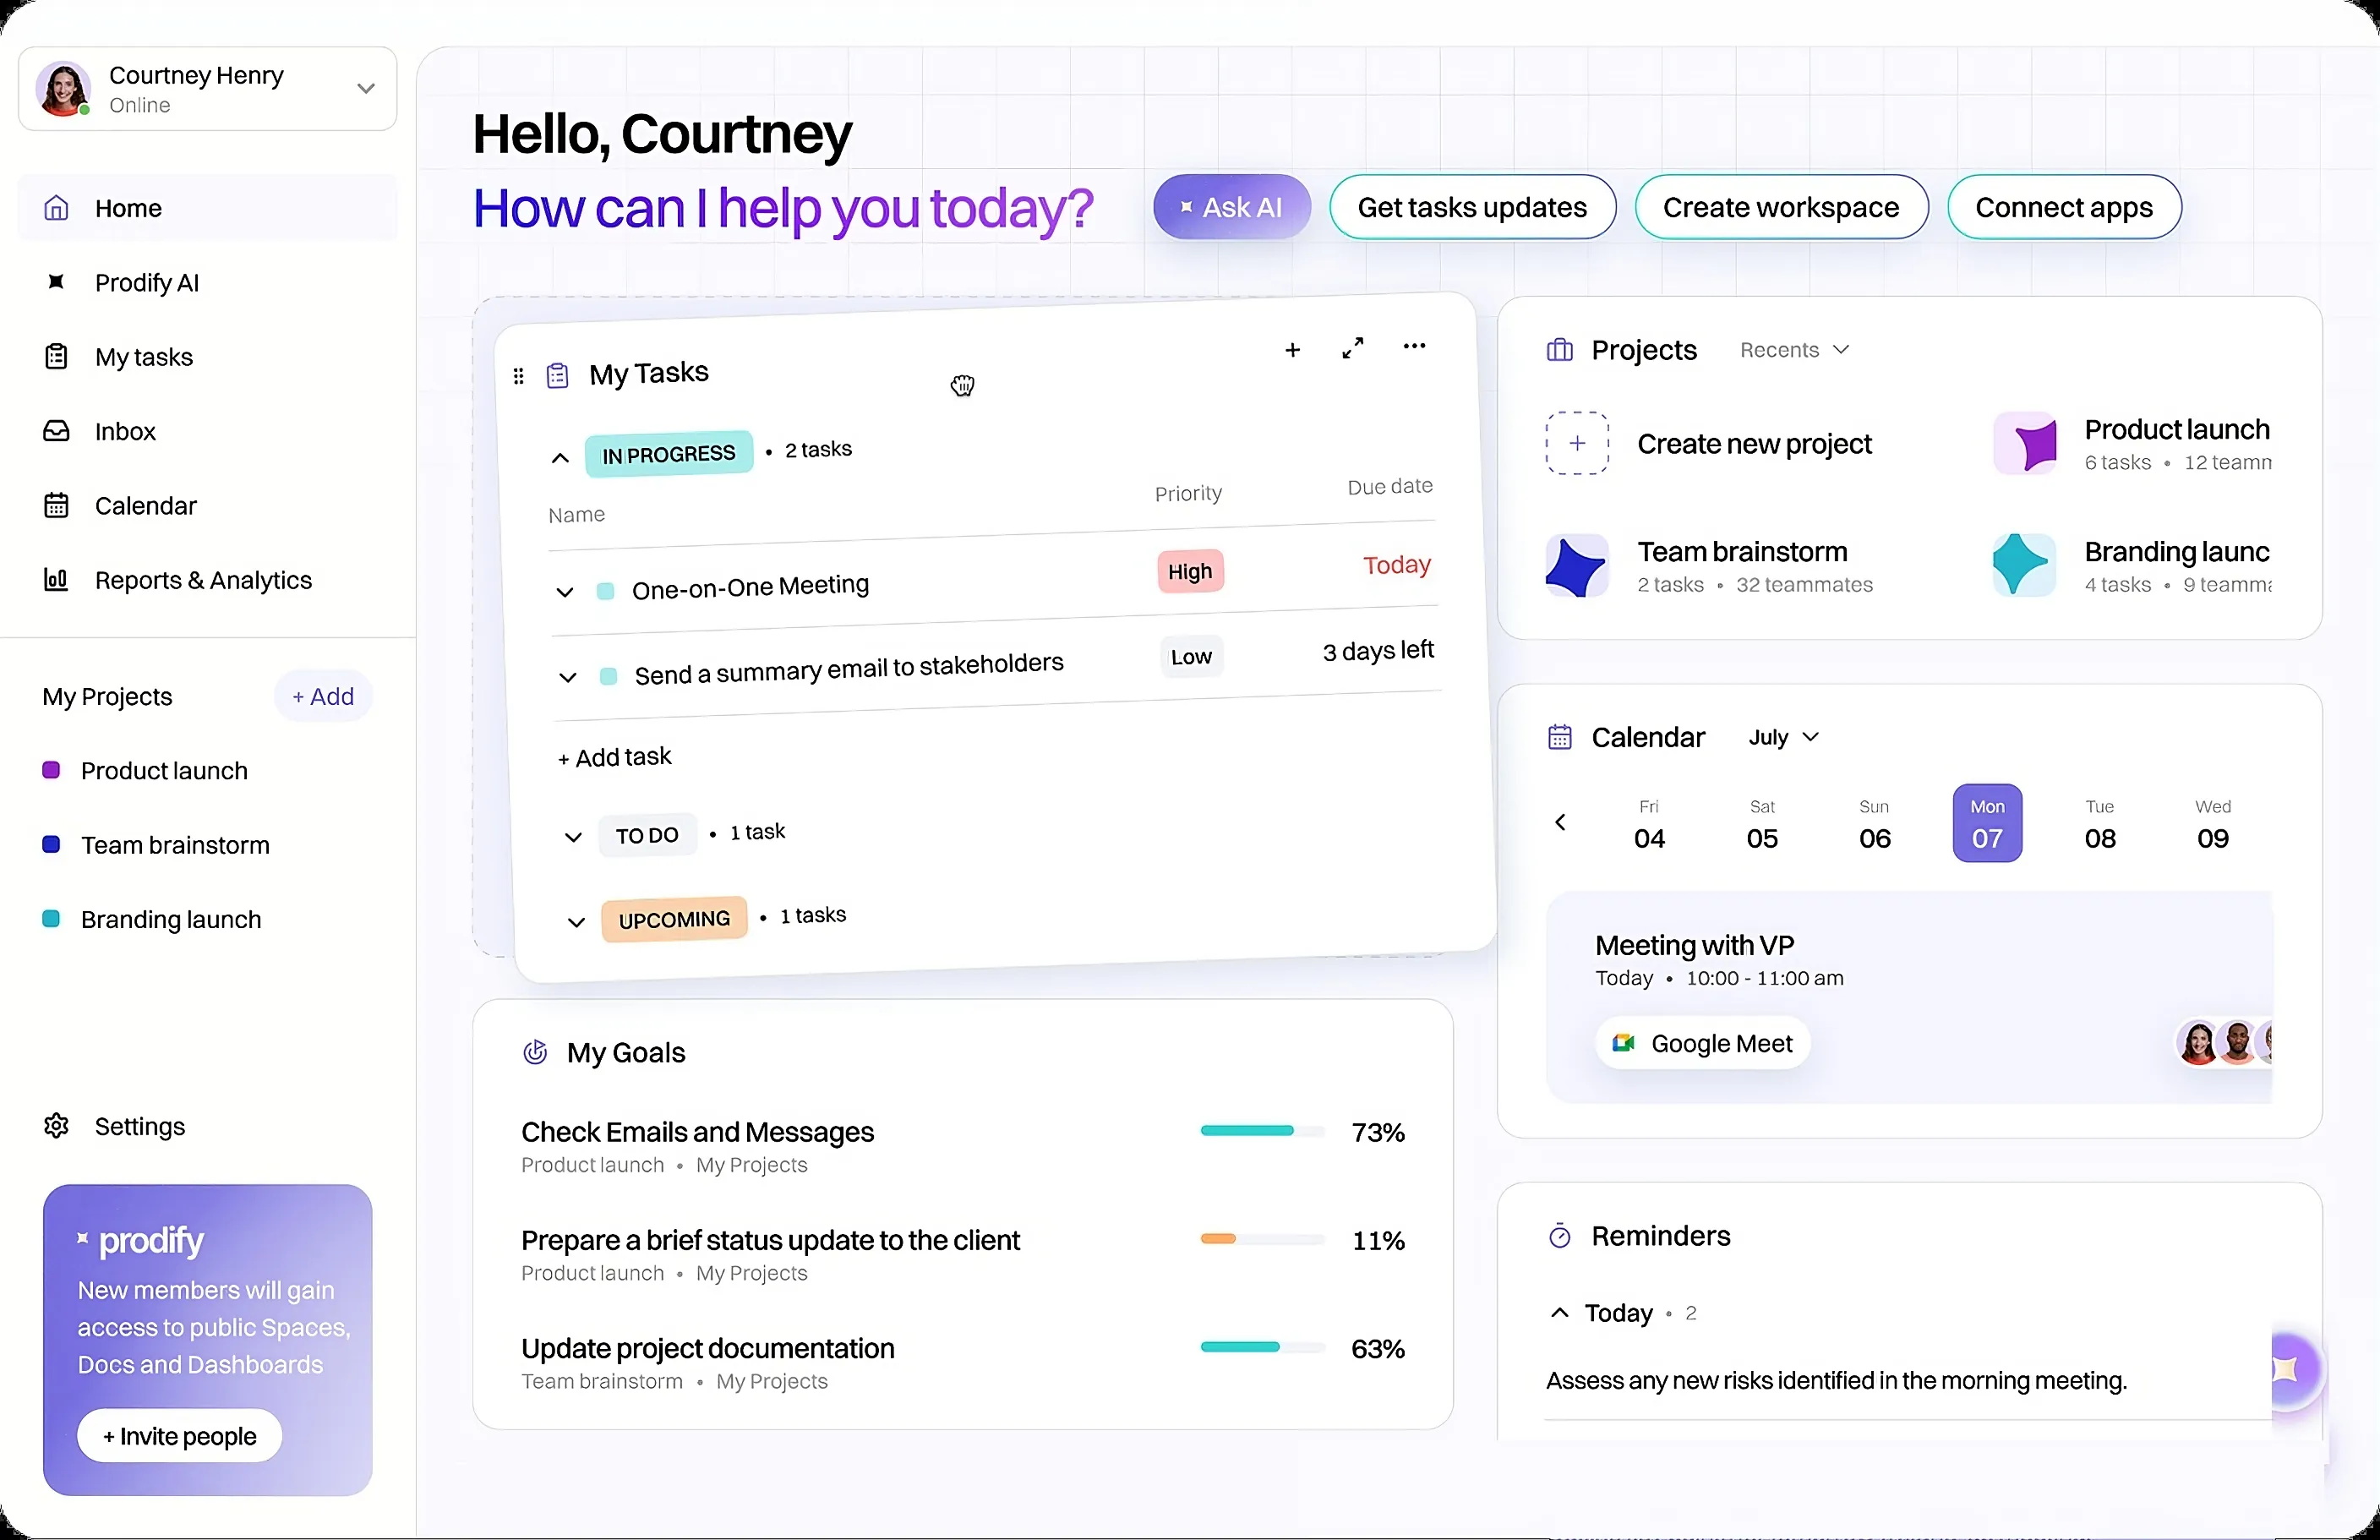 Courtney Henry
Online
Home
Prodify AI
My tasks
Inbox
Calendar
Reports & Analytics
My Projects
+ Add
Product launch
Team brainstorm
Branding launch
Settings
prodify
New members will gain
access to public Spaces,
Docs and Dashboards
+ Invite people
Hello, Courtney
How can I help you today?
Ask AI
Get tasks updates
Create workspace
Connect apps
My Tasks
IN PROGRESS • 2 tasks
Name Priority Due date
One-on-One Meeting High Today
Send a summary email to stakeholders Low 3 days left
+ Add task
TO DO • 1 task
UPCOMING • 1 tasks
My Goals
Check Emails and Messages 73%
Product launch • My Projects
Prepare a brief status update to the client 11%
Product launch • My Projects
Update project documentation 63%
Team brainstorm • My Projects
Projects Recents
+ Create new project
Product launch
6 tasks • 12 teamm
Team brainstorm
2 tasks • 32 teammates
Branding launc
4 tasks • 9 teamma
Calendar July
Fri Sat Sun Mon Tue Wed
04 05 06 07 08 09
Meeting with VP
Today • 10:00 - 11:00 am
Google Meet
Reminders
Today • 2
Assess any new risks identified in the morning meeting.